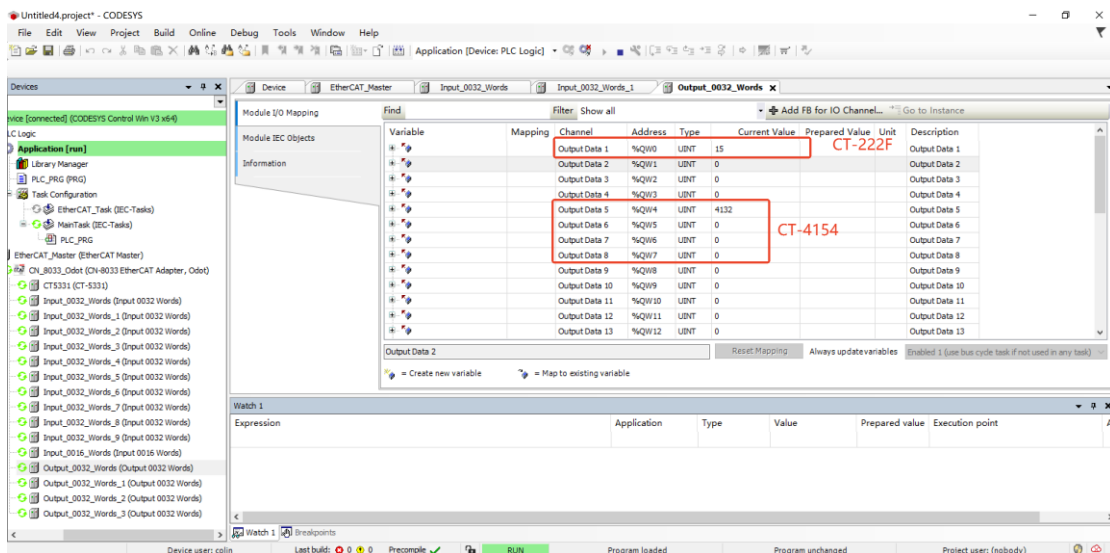 Untitled4.project* - CODESYS
File Edit View Project Build Online Debug Tools Window Help
Application [Device: PLC Logic]
Devices
Device
EtherCAT_Master
Input_0032_Words
Input_0032_Words_1
Output_0032_Words
evice [connected] (CODESYS Control Win V3 x64)
LC Logic
Application [run]
Library Manager
PLC_PRG (PRG)
Task Configuration
EtherCAT_Task (IEC-Tasks)
MainTask (IEC-Tasks)
PLC_PRG
EtherCAT_Master (EtherCAT Master)
CN_8033_Odot (CN-8033 EtherCAT Adapter, Odot)
CT5331 (CT-5331)
Input_0032_Words (Input 0032 Words)
Input_0032_Words_1 (Input 0032 Words)
Input_0032_Words_2 (Input 0032 Words)
Input_0032_Words_3 (Input 0032 Words)
Input_0032_Words_4 (Input 0032 Words)
Input_0032_Words_5 (Input 0032 Words)
Input_0032_Words_6 (Input 0032 Words)
Input_0032_Words_7 (Input 0032 Words)
Input_0032_Words_8 (Input 0032 Words)
Input_0032_Words_9 (Input 0032 Words)
Input_0016_Words (Input 0016 Words)
Output_0032_Words (Output 0032 Words)
Output_0032_Words_1 (Output 0032 Words)
Output_0032_Words_2 (Output 0032 Words)
Output_0032_Words_3 (Output 0032 Words)
Module I/O Mapping
Module IEC Objects
Information
Find Filter Show all Add FB for IO Channel... Go to Instance
Variable Mapping Channel Address Type Current Value Prepared Value Unit Description
Output Data 1 %QW0 UINT 15 Output Data 1
CT-222F
Output Data 2 %QW1 UINT 0 Output Data 2
Output Data 3 %QW2 UINT 0 Output Data 3
Output Data 4 %QW3 UINT 0 Output Data 4
Output Data 5 %QW4 UINT 4132 Output Data 5
Output Data 6 %QW5 UINT 0 Output Data 6
CT-4154
Output Data 7 %QW6 UINT 0 Output Data 7
Output Data 8 %QW7 UINT 0 Output Data 8
Output Data 9 %QW8 UINT 0 Output Data 9
Output Data 10 %QW9 UINT 0 Output Data 10
Output Data 11 %QW10 UINT 0 Output Data 11
Output Data 12 %QW11 UINT 0 Output Data 12
Output Data 13 %QW12 UINT 0 Output Data 13
Output Data 2 Reset Mapping Always update variables Enabled 1 (use bus cycle task if not used in any task)
= Create new variable = Map to existing variable
Watch 1
Expression Application Type Value Prepared value Execution point
Watch 1 Breakpoints
Device user: colin Last build: 0 0 Precompile RUN Program loaded Program unchanged Project user: (nobody)